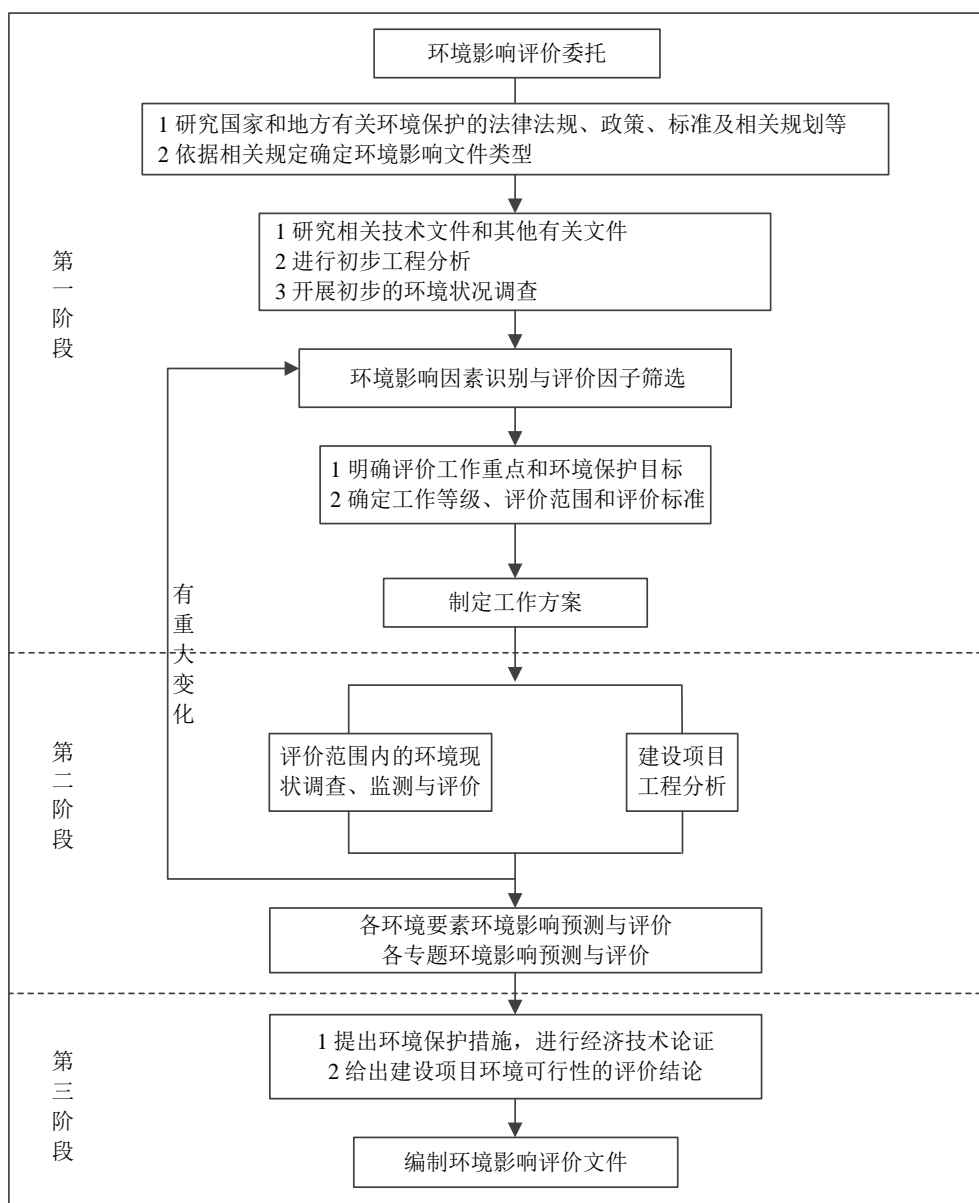 环境影响评价委托
1 研究国家和地方有关环境保护的法律法规、政策、标准及相关规划等
2 依据相关规定确定环境影响文件类型
1 研究相关技术文件和其他有关文件
2 进行初步工程分析
3 开展初步的环境状况调查
第一阶段
环境影响因素识别与评价因子筛选
1 明确评价工作重点和环境保护目标
2 确定工作等级、评价范围和评价标准
制定工作方案
有重大变化
第二阶段
评价范围内的环境现
状调查、监测与评价
建设项目
工程分析
各环境要素环境影响预测与评价
各专题环境影响预测与评价
第三阶段
1 提出环境保护措施，进行经济技术论证
2 给出建设项目环境可行性的评价结论
编制环境影响评价文件